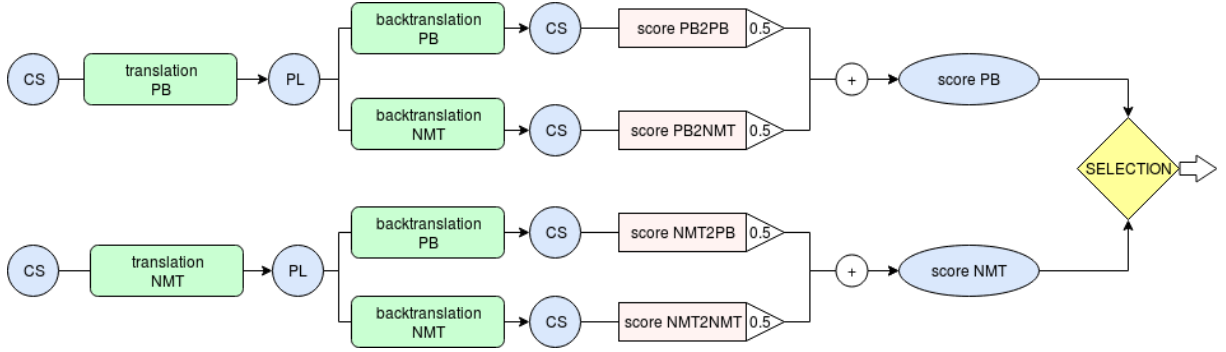 CS
translation
PB
PL
backtranslation
PB
CS
score PB2PB
0.5
backtranslation
NMT
CS
score PB2NMT
0.5
+
score PB
SELECTION
CS
translation
NMT
PL
backtranslation
PB
CS
score NMT2PB
0.5
backtranslation
NMT
CS
score NMT2NMT
0.5
+
score NMT